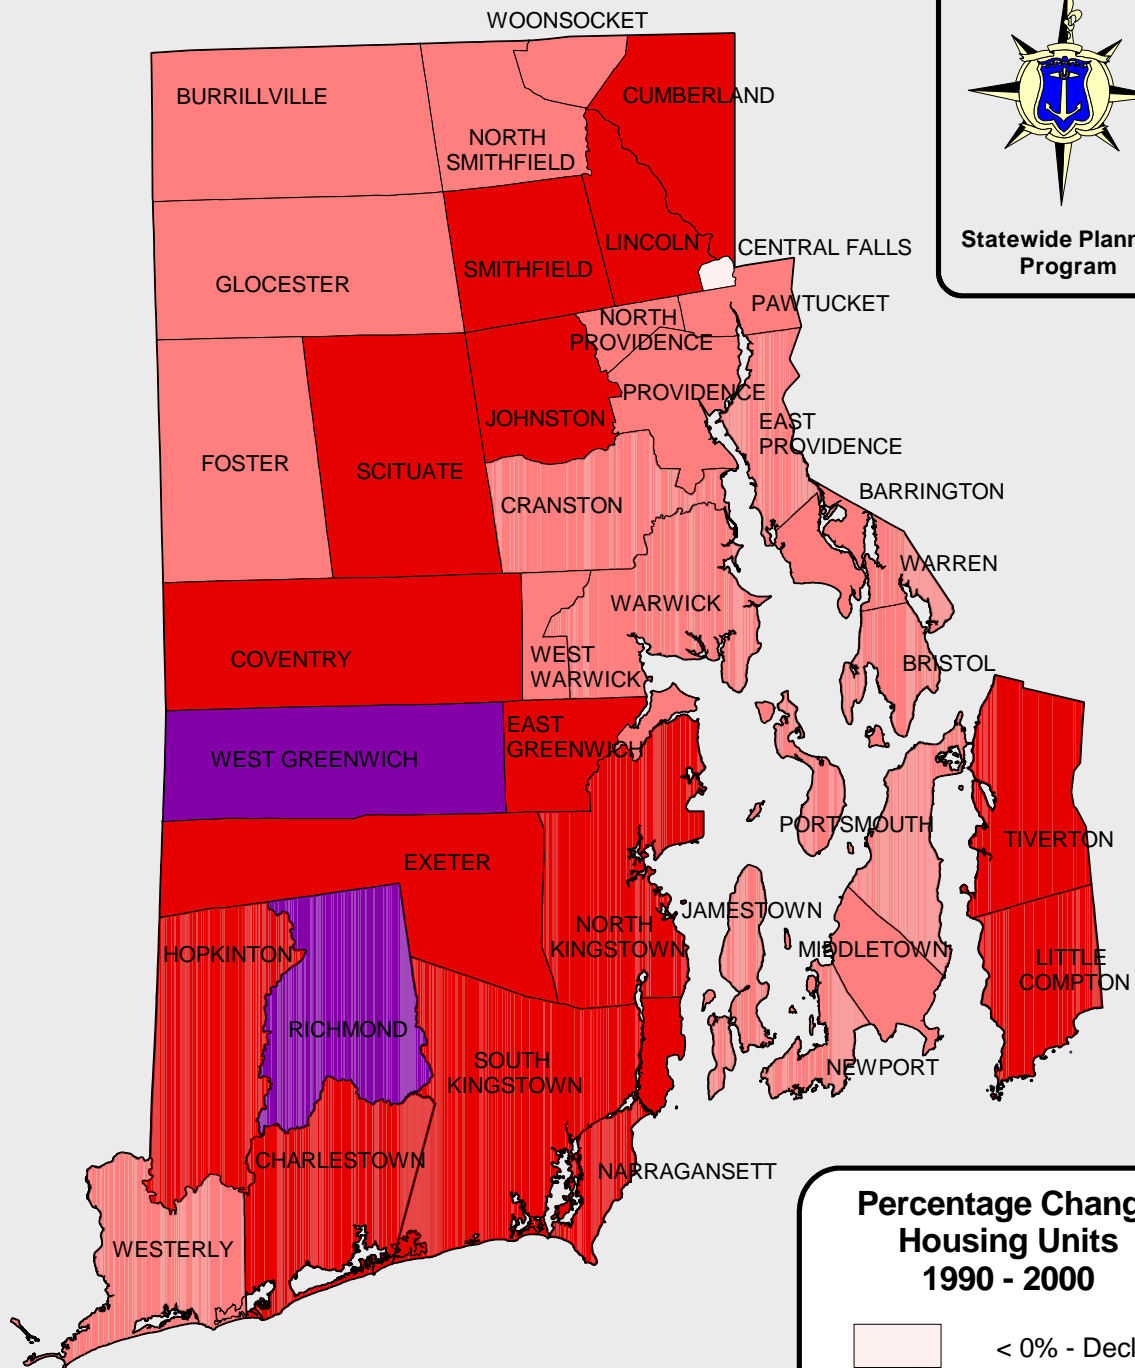 WOONSOCKET
BURRILLVILLE
CUMBERLAND
NORTH
SMITHFIELD
LINCOLN
CENTRAL FALLS
Statewide Plann
Program
SMITHFIELD
GLOCESTER
PAWTUCKET
NORTH
PROVIDENCE
PROVIDENCE
JOHNSTON
EAST
PROVIDENCE
FOSTER
SCITUATE
BARRINGTON
CRANSTON
WARREN
WARWICK
COVENTRY
WEST
WARWICK
BRISTOL
EAST
GREENWICH
WEST GREENWICH
PORTSMOUTH
TIVERTON
EXETER
JAMESTOWN
NORTH
KINGSTOWN
MIDDLETOWN
HOPKINTON
LITTLE
COMPTON
RICHMOND
SOUTH
KINGSTOWN
NEWPORT
CHARLESTOWN
NARRAGANSETT
WESTERLY
Percentage Chang
Housing Units
1990 - 2000
< 0% - Decl